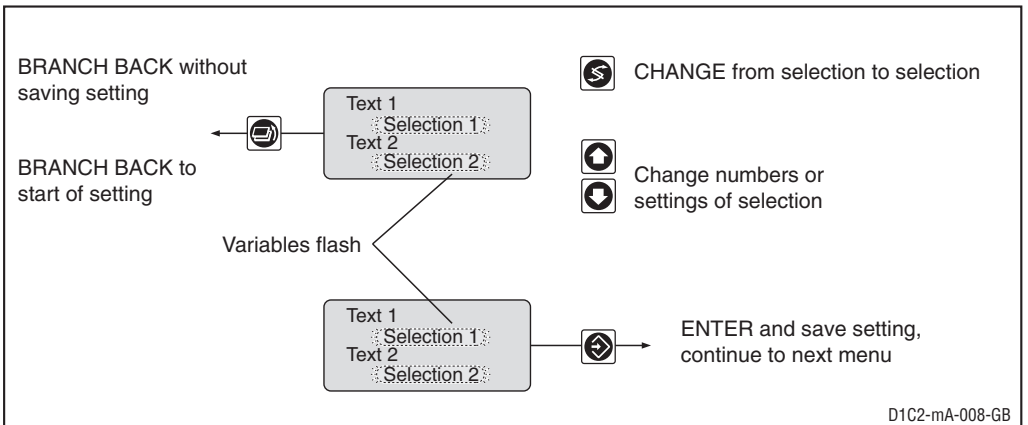 BRANCH BACK without
saving setting
BRANCH BACK to
start of setting
Text 1
Selection 1
Text 2
Selection 2
CHANGE from selection to selection
Change numbers or
settings of selection
Variables flash
Text 1
Selection 1
Text 2
Selection 2
ENTER and save setting,
continue to next menu
D1C2-mA-008-GB